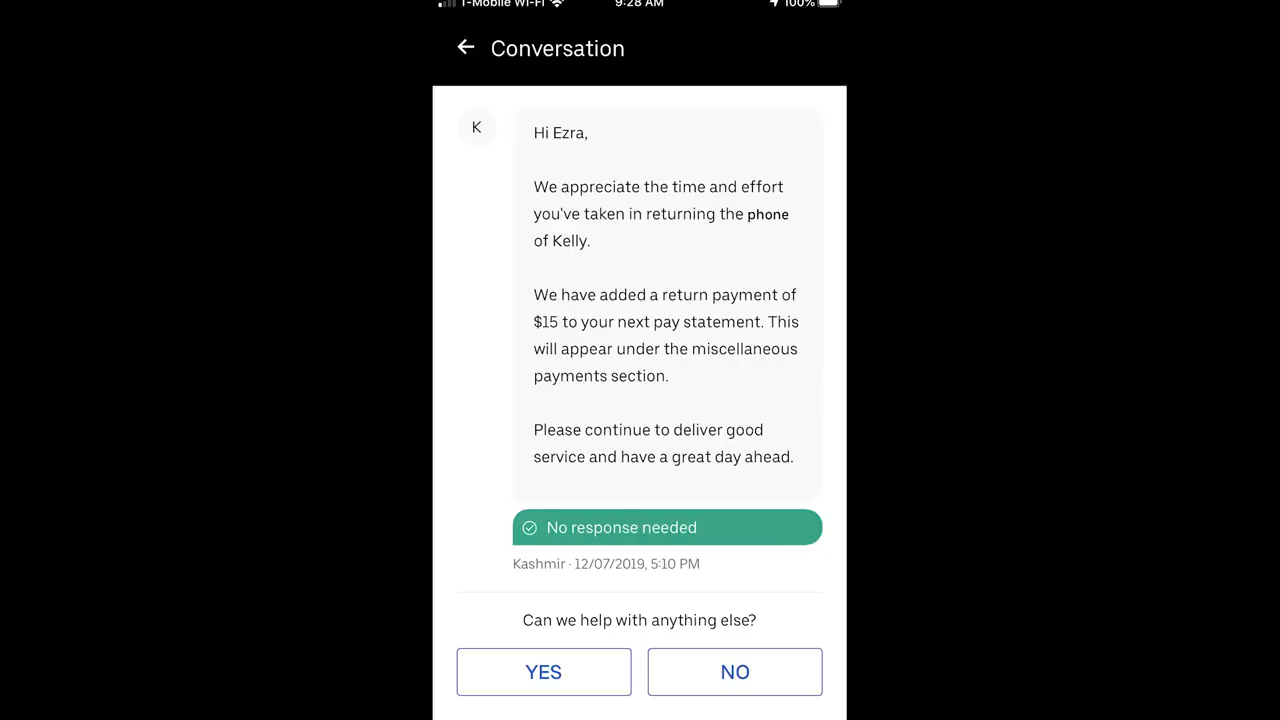 T-Mobile Wi-Fi 9:28 AM 100%
Conversation
K
Hi Ezra,
We appreciate the time and effort
you've taken in returning the phone
of Kelly.
We have added a return payment of
$15 to your next pay statement. This
will appear under the miscellaneous
payments section.
Please continue to deliver good
service and have a great day ahead.
No response needed
Kashmir · 12/07/2019, 5:10 PM
Can we help with anything else?
YES NO